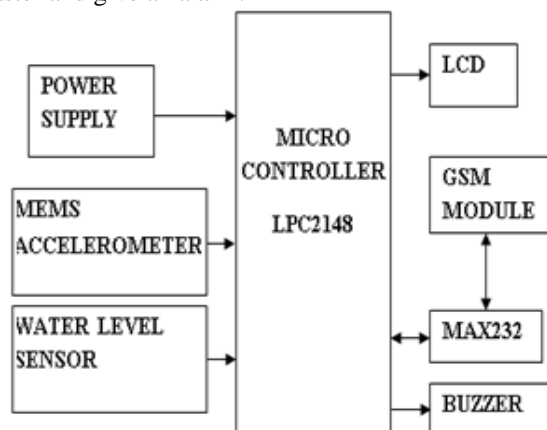 POWER
SUPPLY
MEMS
ACCELEROMETER
WATER LEVEL
SENSOR
MICRO
CONTROLLER
LPC2148
LCD
GSM
MODULE
MAX232
BUZZER